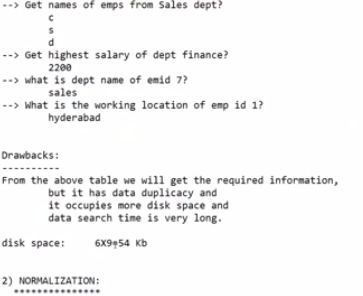 --> Get names of emps from Sales dept?
c
s
d
--> Get highest salary of dept finance?
2200
--> what is dept name of emid 7?
sales
--> What is the working location of emp id 1?
hyderabad
Drawbacks:
----------
From the above table we will get the required information,
but it has data duplicacy and
it occupies more disk space and
data search time is very long.
disk space: 6X9=54 Kb
2) NORMALIZATION:
***************